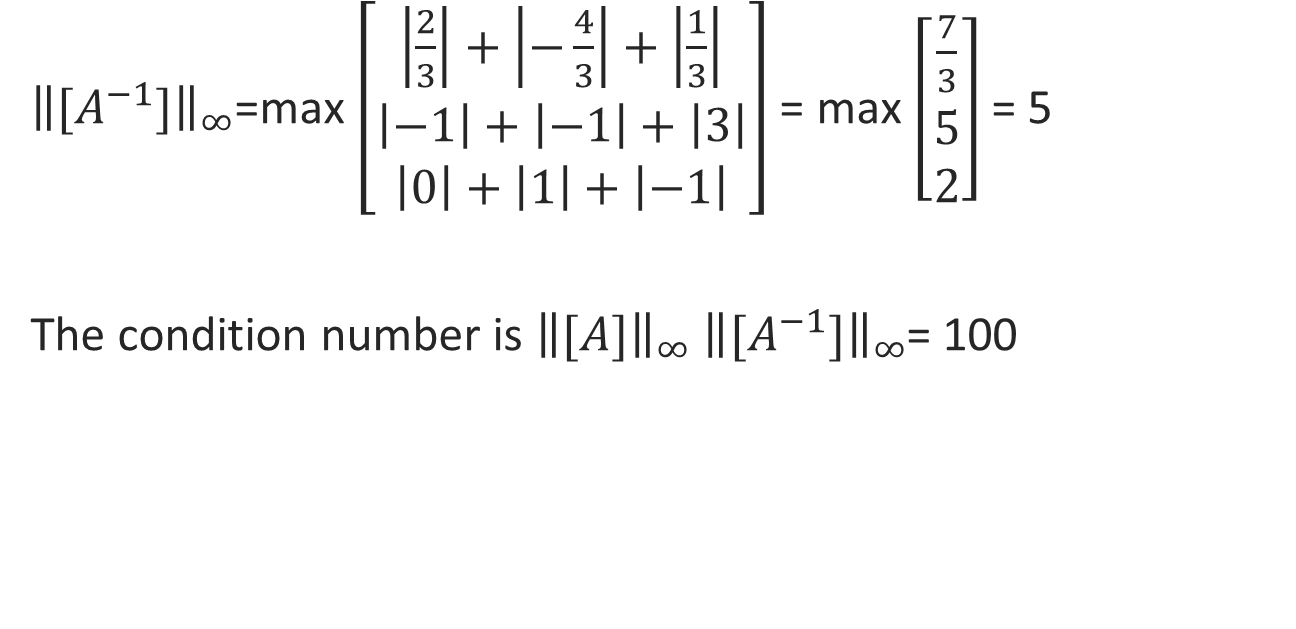 ‖[A⁻¹]‖∞=max [ |2/3| + |−4/3| + |1/3| ; |−1| + |−1| + |3| ; |0| + |1| + |−1| ] = max [ 7/3 ; 5 ; 2 ] = 5
The condition number is ‖[A]‖∞ ‖[A⁻¹]‖∞= 100